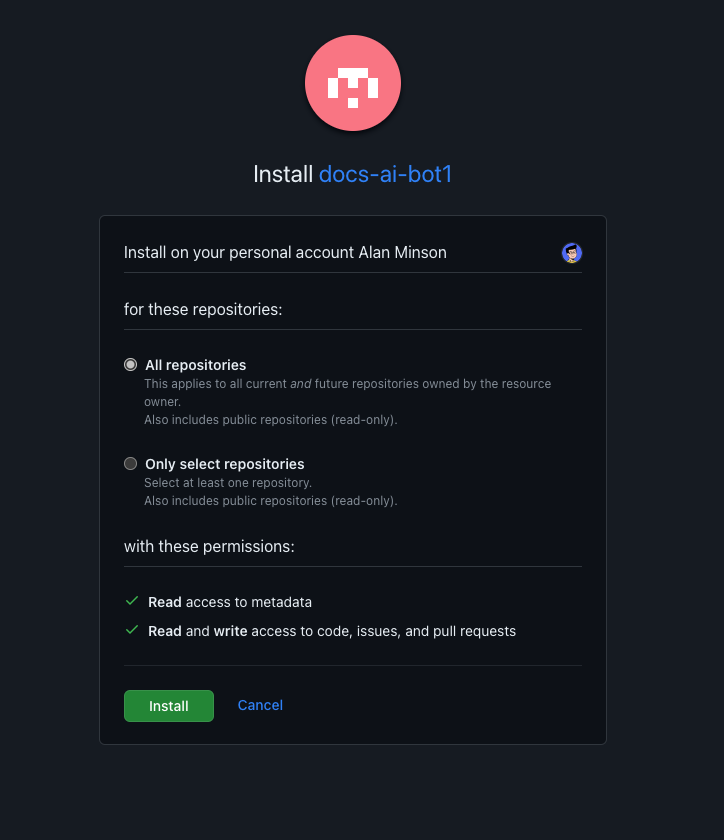 Install docs-ai-bot1
Install on your personal account Alan Minson
for these repositories:
All repositories
This applies to all current and future repositories owned by the resource
owner.
Also includes public repositories (read-only).
Only select repositories
Select at least one repository.
Also includes public repositories (read-only).
with these permissions:
Read access to metadata
Read and write access to code, issues, and pull requests
Install Cancel